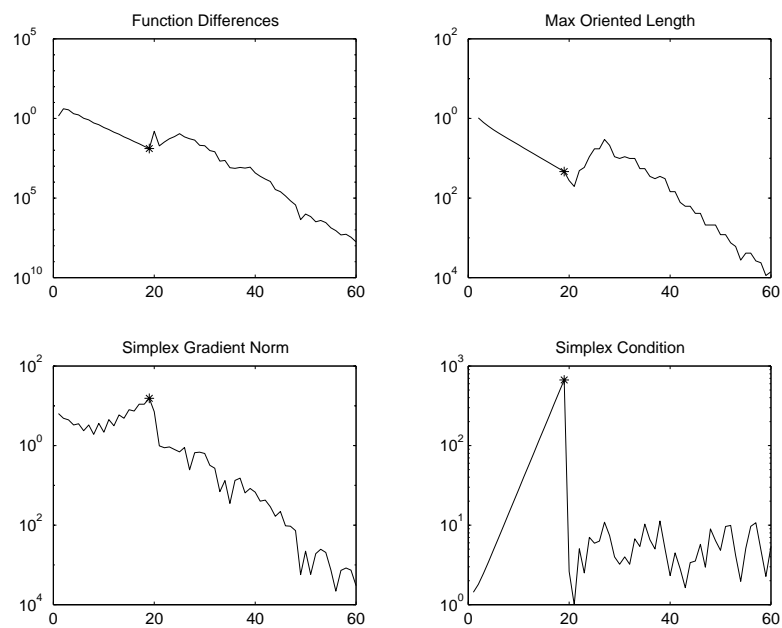 Function Differences
10^5
10^0
10^5
10^10
0 20 40 60
Max Oriented Length
10^2
10^0
10^2
10^4
0 20 40 60
Simplex Gradient Norm
10^2
10^0
10^2
10^4
0 20 40 60
Simplex Condition
10^3
10^2
10^1
10^0
0 20 40 60